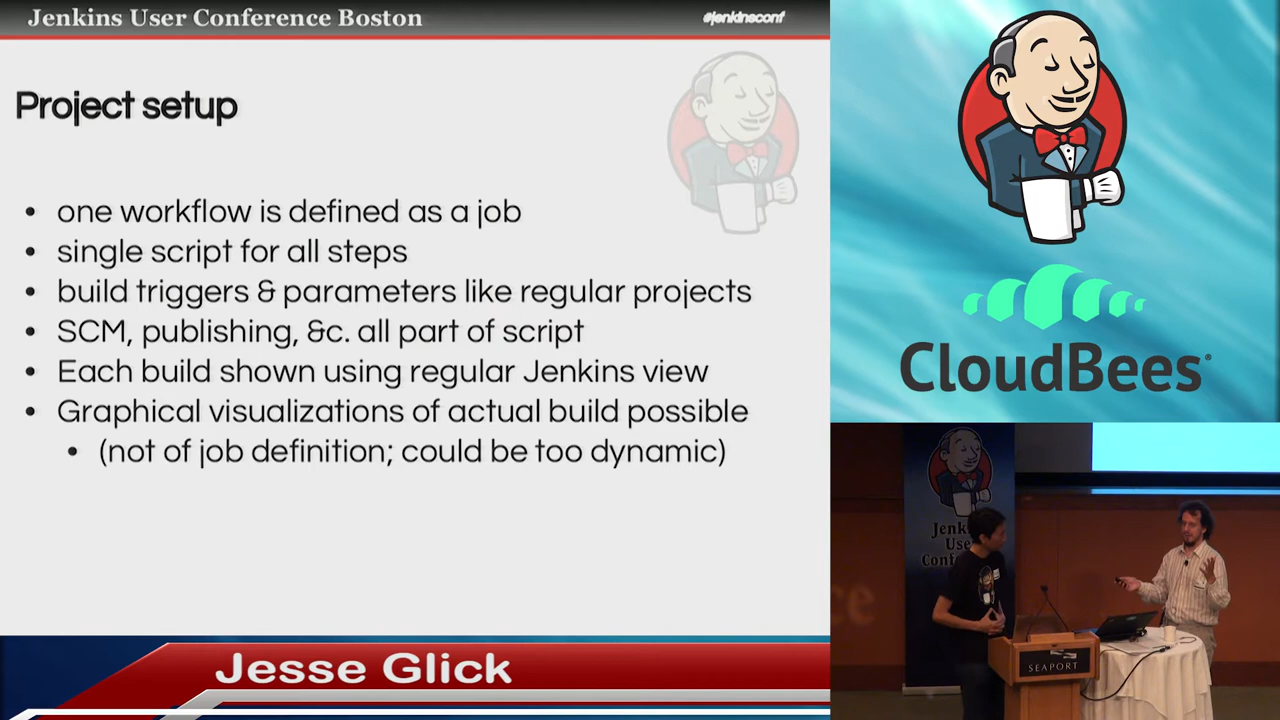 Jenkins User Conference Boston
#jenkinsconf
Project setup
• one workflow is defined as a job
• single script for all steps
• build triggers & parameters like regular projects
• SCM, publishing, &c. all part of script
• Each build shown using regular Jenkins view
• Graphical visualizations of actual build possible
• (not of job definition; could be too dynamic)
Jesse Glick
CloudBees
SEAPORT